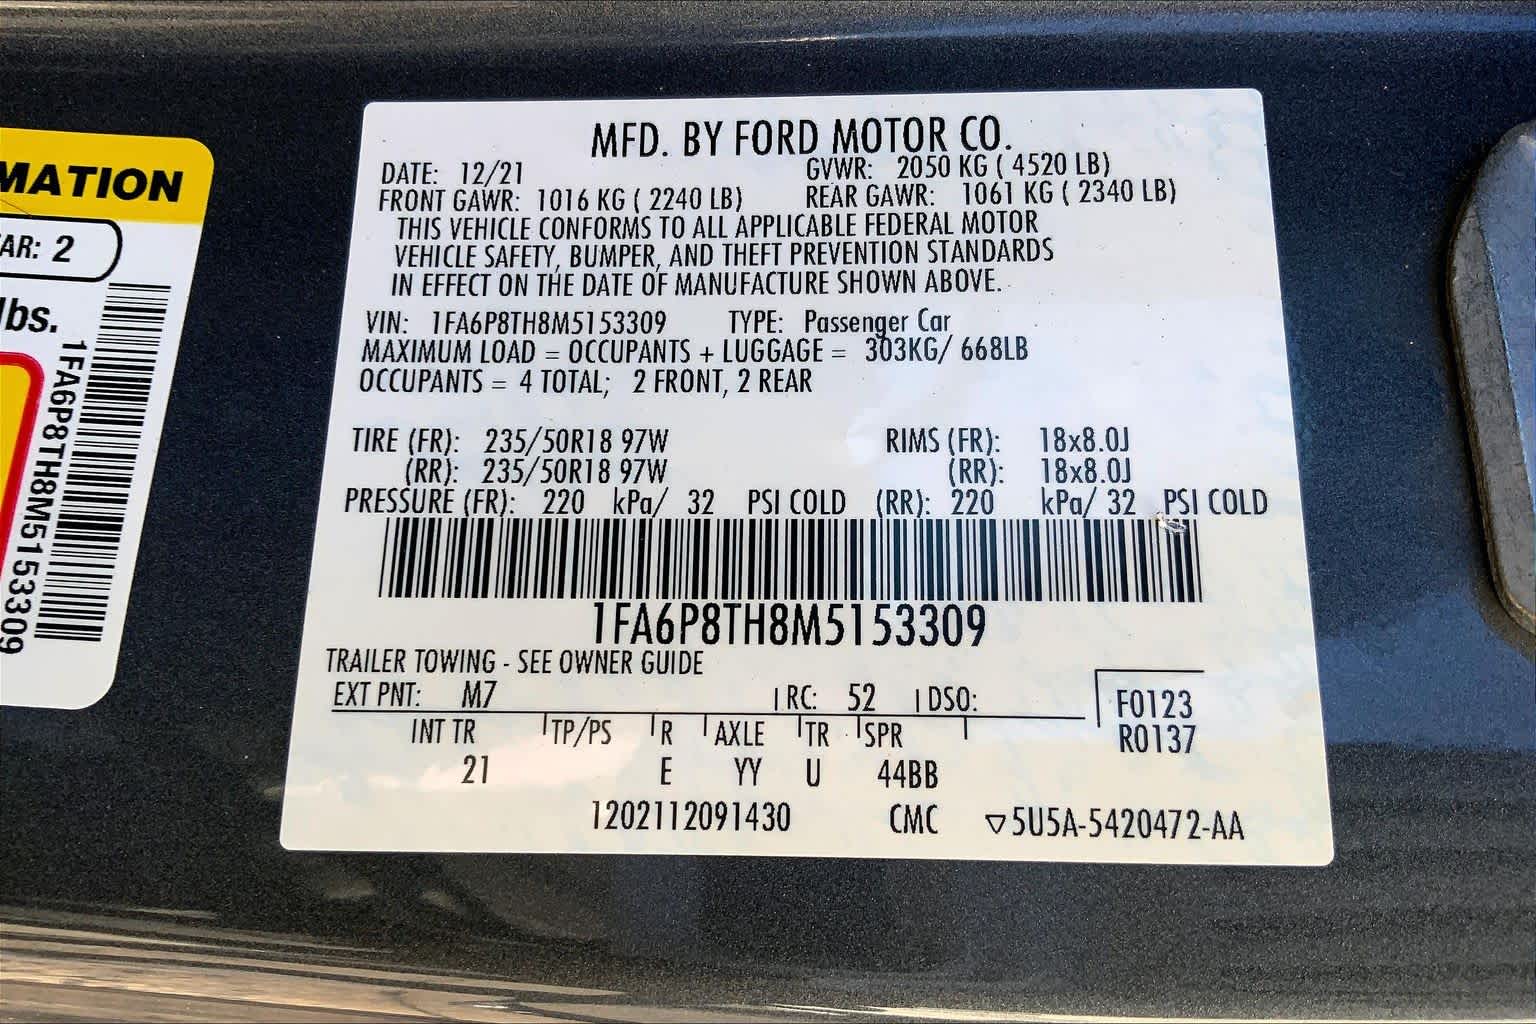 MATION
AR: 2
lbs.
1FA6P8TH8M5153309
MFD. BY FORD MOTOR CO.
DATE: 12/21 GVWR: 2050 KG ( 4520 LB)
FRONT GAWR: 1016 KG ( 2240 LB) REAR GAWR: 1061 KG ( 2340 LB)
THIS VEHICLE CONFORMS TO ALL APPLICABLE FEDERAL MOTOR
VEHICLE SAFETY, BUMPER, AND THEFT PREVENTION STANDARDS
IN EFFECT ON THE DATE OF MANUFACTURE SHOWN ABOVE.
VIN: 1FA6P8TH8M5153309 TYPE: Passenger Car
MAXIMUM LOAD = OCCUPANTS + LUGGAGE = 303KG/ 668LB
OCCUPANTS = 4 TOTAL; 2 FRONT, 2 REAR
TIRE (FR): 235/50R18 97W RIMS (FR): 18x8.0J
(RR): 235/50R18 97W (RR): 18x8.0J
PRESSURE (FR): 220 kPa/ 32 PSI COLD (RR): 220 kPa/ 32 PSI COLD
1FA6P8TH8M5153309
TRAILER TOWING - SEE OWNER GUIDE
EXT PNT: M7 RC: 52 DSO: F0123
R0137
INT TR TP/PS R AXLE TR SPR
21 E YY U 44BB
1202112091430 CMC ▽5U5A-5420472-AA